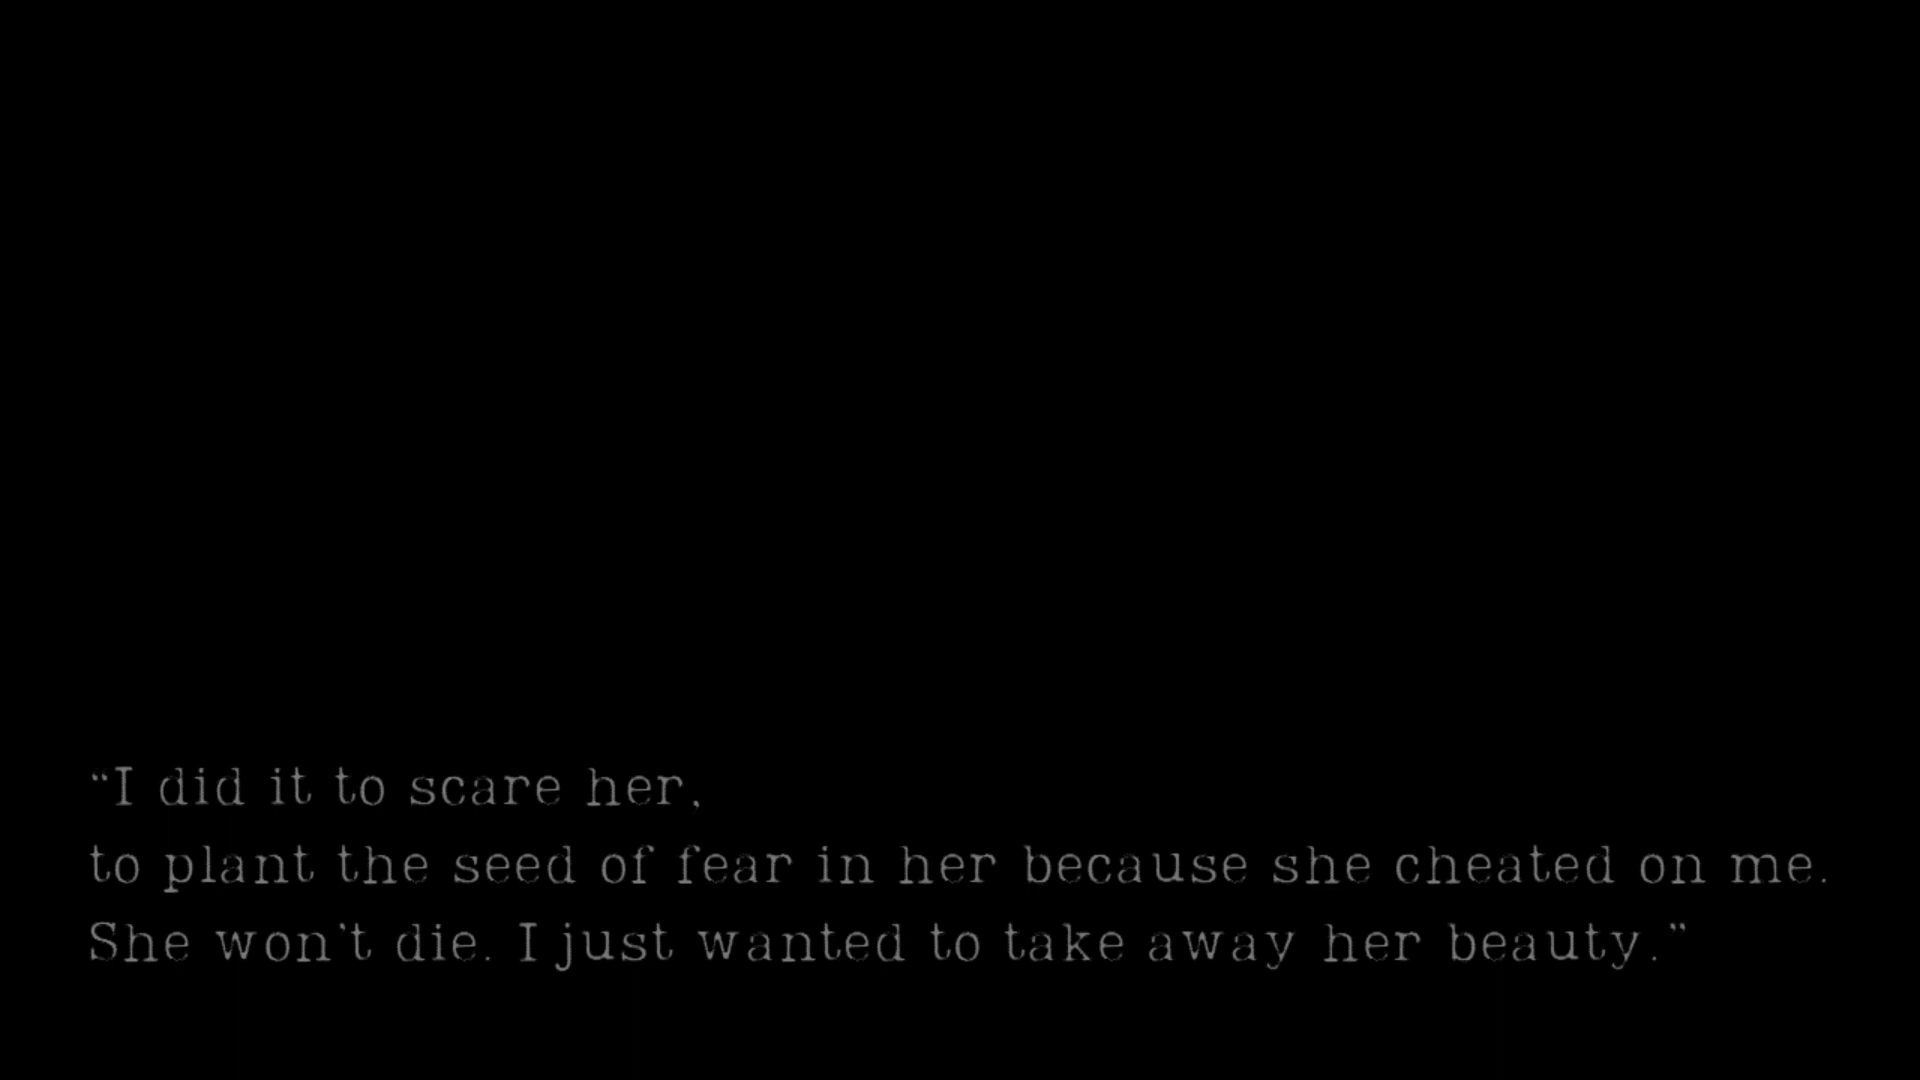 “I did it to scare her,
to plant the seed of fear in her because she cheated on me.
She won't die. I just wanted to take away her beauty.”